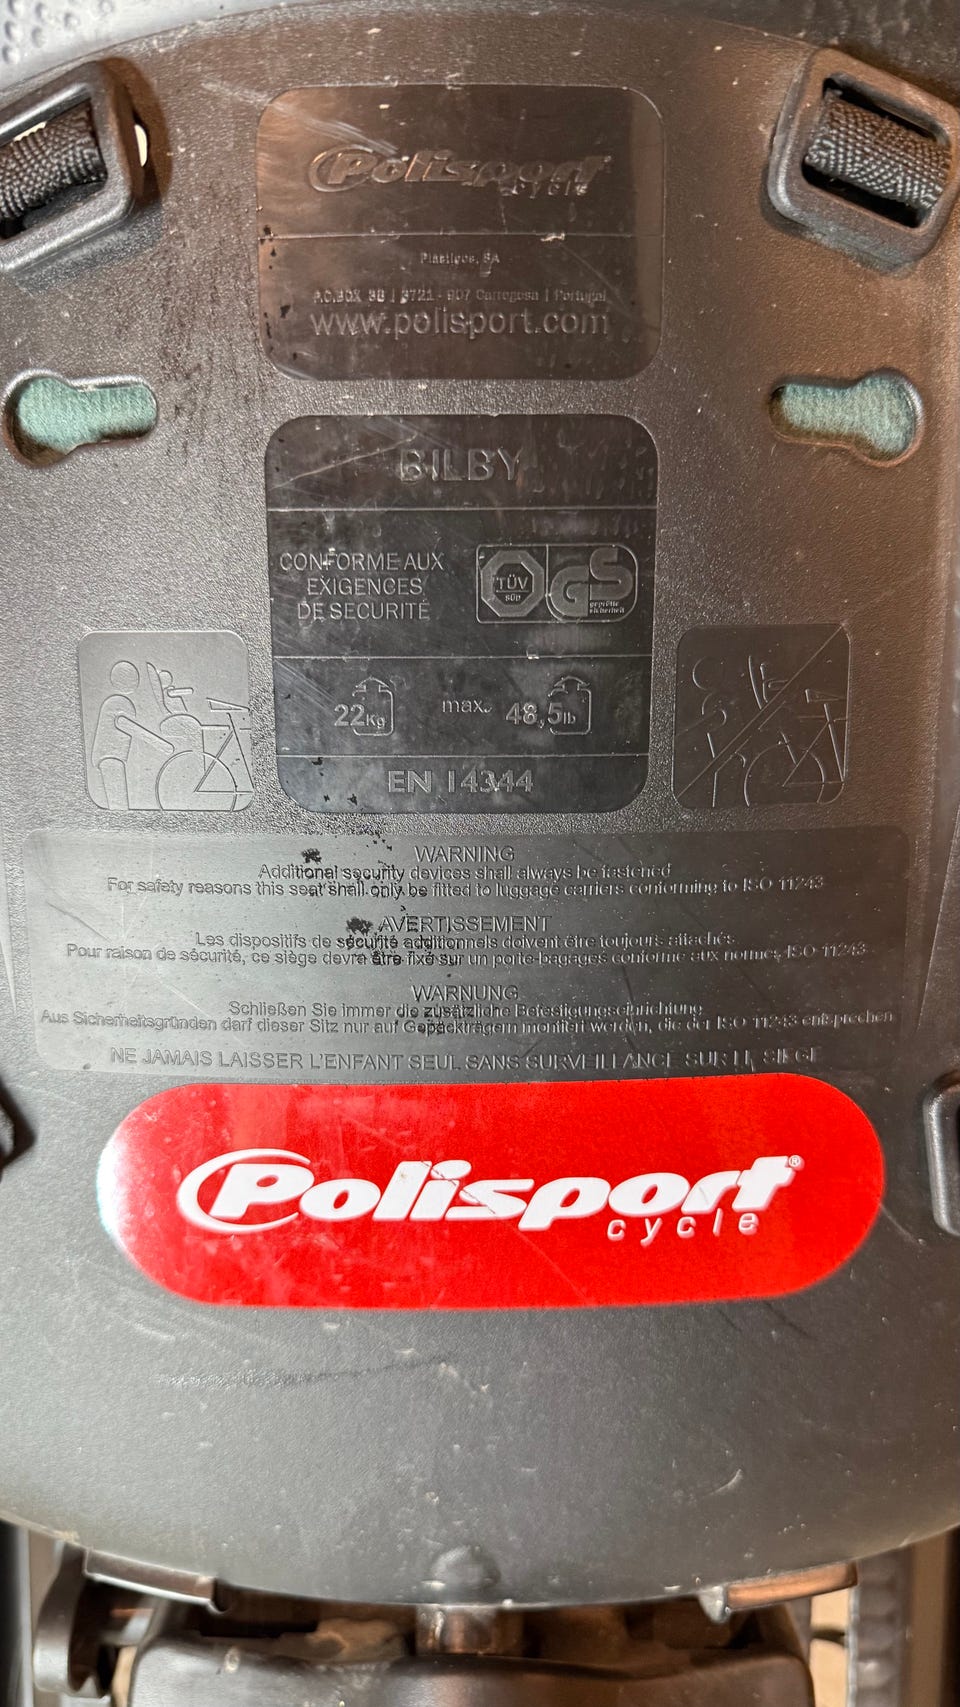 Polisport
cycle
Plasticos, SA
P.O.BOX 38 | 3721 - 907 Carregosa | Portugal
www.polisport.com
BILBY
CONFORME AUX
EXIGENCES
DE SECURITÉ
TÜV
SÜD
GS
geprüfte
sicherheit
22Kg max. 48,5lb
EN 14344
WARNING
Additional security devices shall always be fastened
For safety reasons this seat shall only be fitted to luggage carriers conforming to ISO 11243
AVERTISSEMENT
Les dispositifs de sécurité additionnels doivent être toujours attachés
Pour raison de sécurité, ce siège devra être fixé sur un porte-bagages conforme aux normes ISO 11243
WARNUNG
Schließen Sie immer die zusätzliche Befestigungseinrichtung
Aus Sicherheitsgründen darf dieser Sitz nur auf Gepäckträgern montiert werden, die der ISO 11243 entsprechen
NE JAMAIS LAISSER L'ENFANT SEUL SANS SURVEILLANCE SUR LE SIEGE
Polisport®
cycle